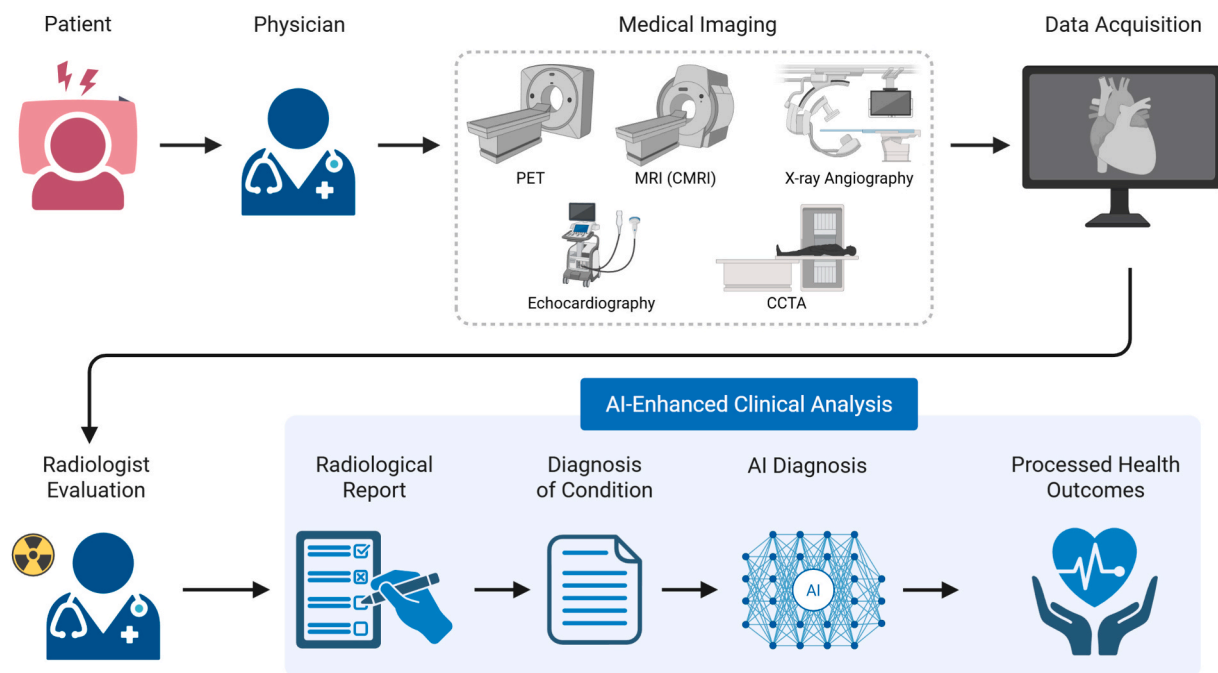 Patient
Physician
Medical Imaging
Data Acquisition
PET
MRI (CMRI)
X-ray Angiography
Echocardiography
CCTA
AI-Enhanced Clinical Analysis
Radiologist
Evaluation
Radiological
Report
Diagnosis
of Condition
AI Diagnosis
Processed Health
Outcomes
AI